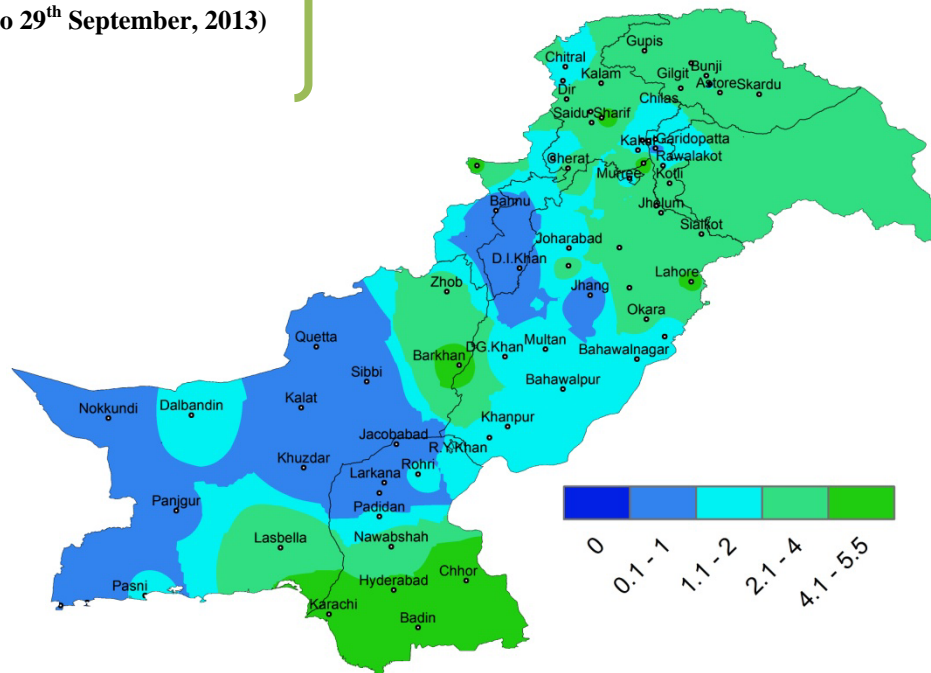 o 29th September, 2013)
Gupis
Chitral
Bunji
Kalam
Gilgit
Astore
Skardu
Dir
Chilas
Saidu Sharif
Garidopatta
Cherat
Rawalakot
Murree
Kotli
Bannu
Jhelum
Sialkot
Joharabad
D.I.Khan
Lahore
Zhob
Jhang
Okara
Quetta
DG.Khan
Multan
Barkhan
Bahawalnagar
Sibbi
Bahawalpur
Nokkundi
Dalbandin
Kalat
Khanpur
Jacobabad
R.Y.Khan
Khuzdar
Rohri
Larkana
Panjgur
Padidan
Lasbella
Nawabshah
Pasni
Hyderabad
Chhor
Karachi
Badin
0
0.1 - 1
1.1 - 2
2.1 - 4
4.1 - 5.5